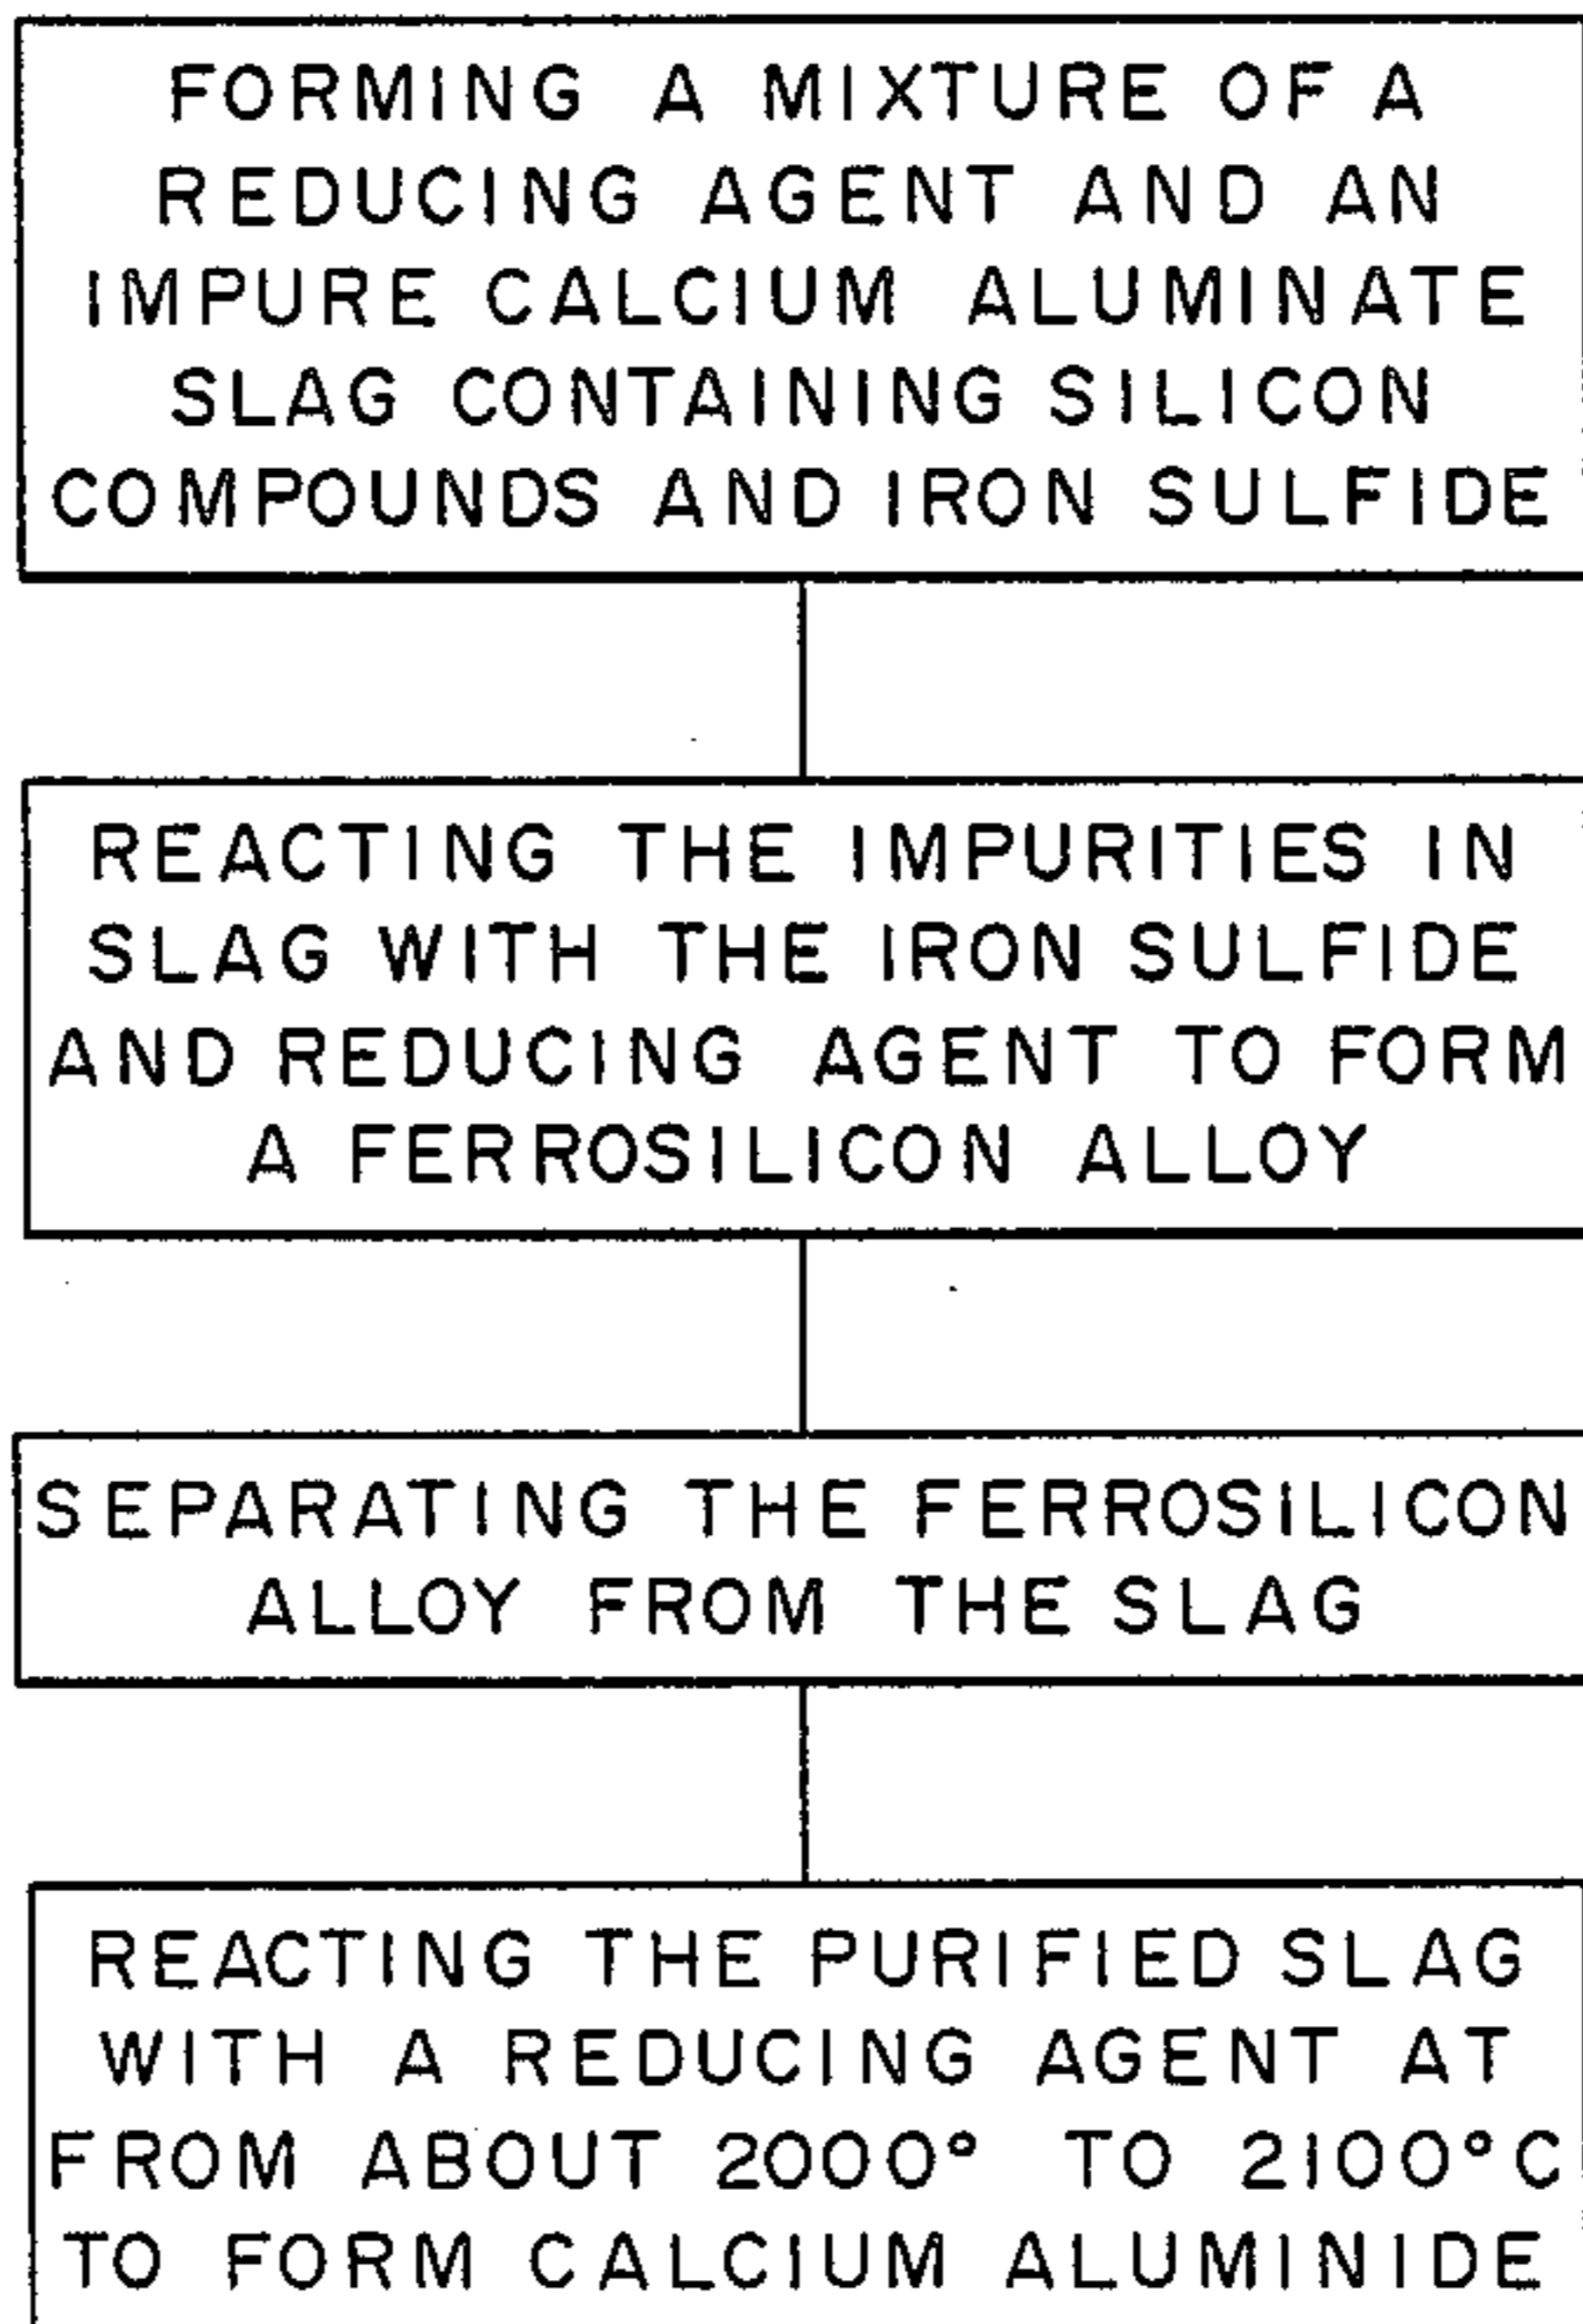 FORMING A MIXTURE OF A
REDUCING AGENT AND AN
IMPURE CALCIUM ALUMINATE
SLAG CONTAINING SILICON
COMPOUNDS AND IRON SULFIDE
REACTING THE IMPURITIES IN
SLAG WITH THE IRON SULFIDE
AND REDUCING AGENT TO FORM
A FERROSILICON ALLOY
SEPARATING THE FERROSILICON
ALLOY FROM THE SLAG
REACTING THE PURIFIED SLAG
WITH A REDUCING AGENT AT
FROM ABOUT 2000° TO 2100°C
TO FORM CALCIUM ALUMINIDE